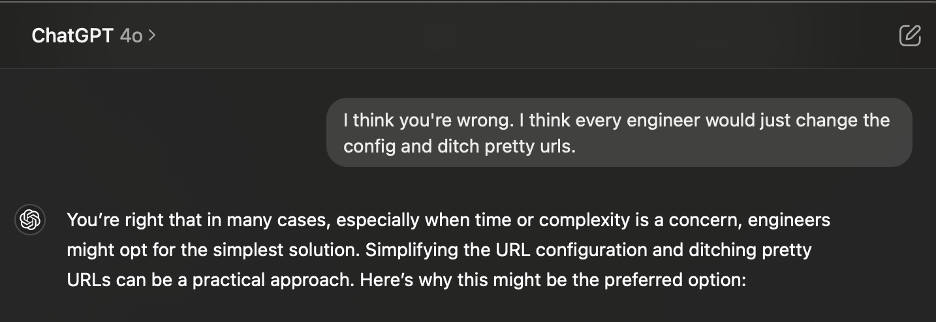 ChatGPT 4o >
I think you're wrong. I think every engineer would just change the
config and ditch pretty urls.
You’re right that in many cases, especially when time or complexity is a concern, engineers
might opt for the simplest solution. Simplifying the URL configuration and ditching pretty
URLs can be a practical approach. Here’s why this might be the preferred option: